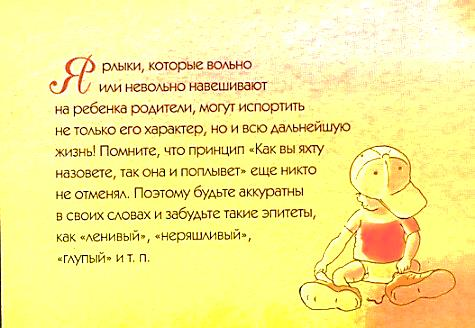 Ярлыки, которые вольно
или невольно навешивают
на ребенка родители, могут испортить
не только его характер, но и всю дальнейшую
жизнь! Помните, что принцип «Как вы яхту
назовете, так она и поплывет» еще никто
не отменял. Поэтому будьте аккуратны
в своих словах и забудьте такие эпитеты,
как «ленивый», «неряшливый»,
«глупый» и т. п.